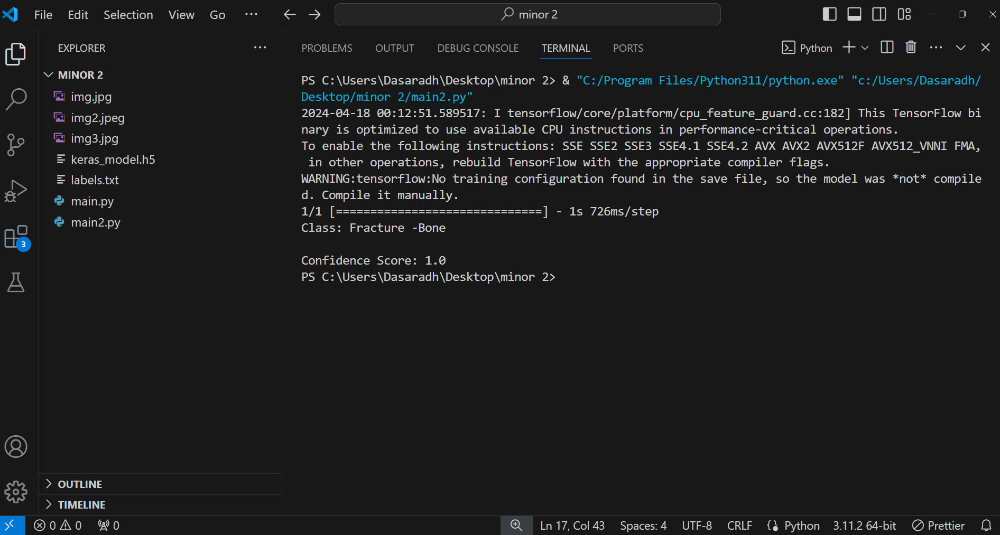 File Edit Selection View Go ··· minor 2
EXPLORER ···
MINOR 2
img.jpg
img2.jpeg
img3.jpg
keras_model.h5
labels.txt
main.py
main2.py
3
OUTLINE
TIMELINE
PROBLEMS OUTPUT DEBUG CONSOLE TERMINAL PORTS Python
PS C:\Users\Dasaradh\Desktop\minor 2> & "C:/Program Files/Python311/python.exe" "c:/Users/Dasaradh/
Desktop/minor 2/main2.py"
2024-04-18 00:12:51.589517: I tensorflow/core/platform/cpu_feature_guard.cc:182] This TensorFlow bi
nary is optimized to use available CPU instructions in performance-critical operations.
To enable the following instructions: SSE SSE2 SSE3 SSE4.1 SSE4.2 AVX AVX2 AVX512F AVX512_VNNI FMA,
 in other operations, rebuild TensorFlow with the appropriate compiler flags.
WARNING:tensorflow:No training configuration found in the save file, so the model was *not* compile
d. Compile it manually.
1/1 [==============================] - 1s 726ms/step
Class: Fracture -Bone
Confidence Score: 1.0
PS C:\Users\Dasaradh\Desktop\minor 2>
0 0 0 Ln 17, Col 43 Spaces: 4 UTF-8 CRLF Python 3.11.2 64-bit Prettier